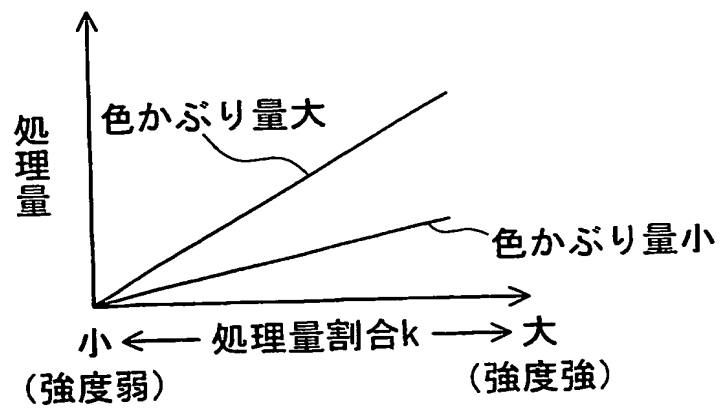 色かぶり量大
処理量
色かぶり量小
小 ← 処理量割合k → 大
(強度弱) (強度強)